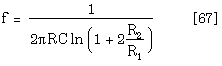 f = 1 / (2πRC ln(1 + 2 R₂/R₁)) [67]